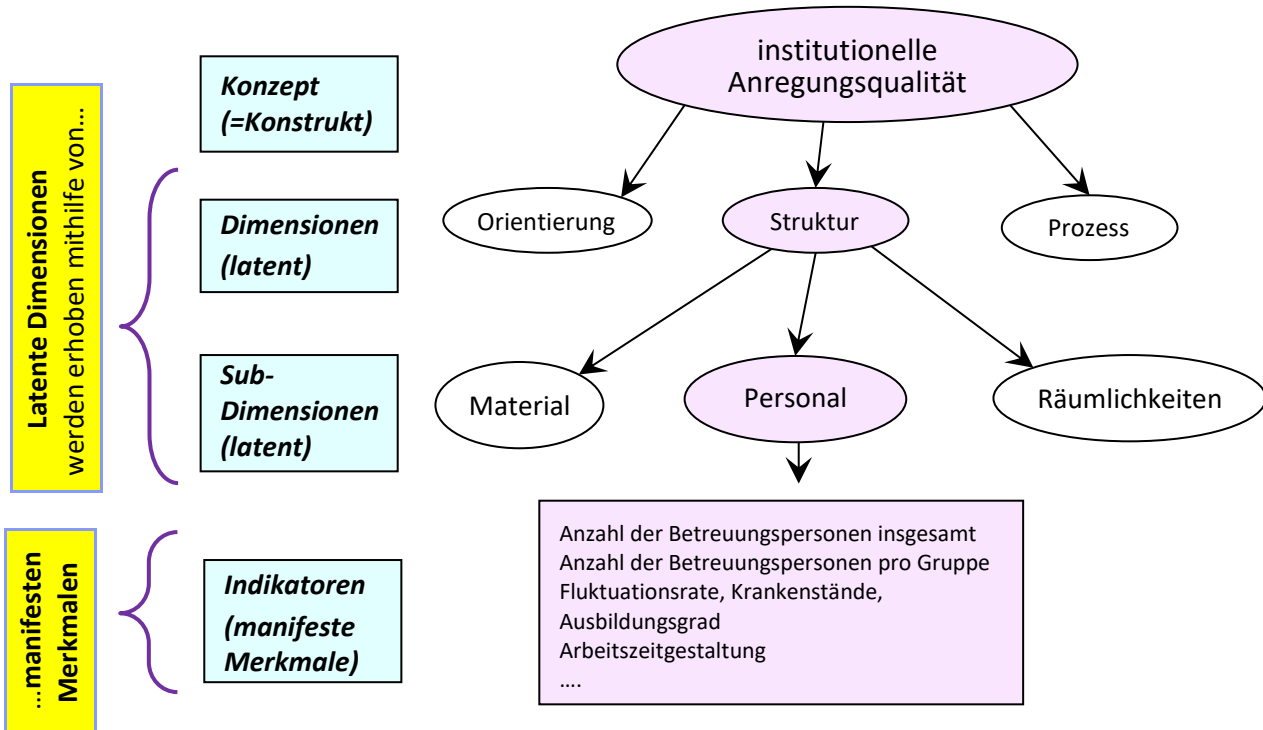 Latente Dimensionen
werden erhoben mithilfe von...
...manifesten
Merkmalen
Konzept
(=Konstrukt)
Dimensionen
(latent)
Sub-
Dimensionen
(latent)
Indikatoren
(manifeste
Merkmale)
institutionelle
Anregungsqualität
Orientierung
Struktur
Prozess
Material
Personal
Räumlichkeiten
Anzahl der Betreuungspersonen insgesamt
Anzahl der Betreuungspersonen pro Gruppe
Fluktuationsrate, Krankenstände,
Ausbildungsgrad
Arbeitszeitgestaltung
....